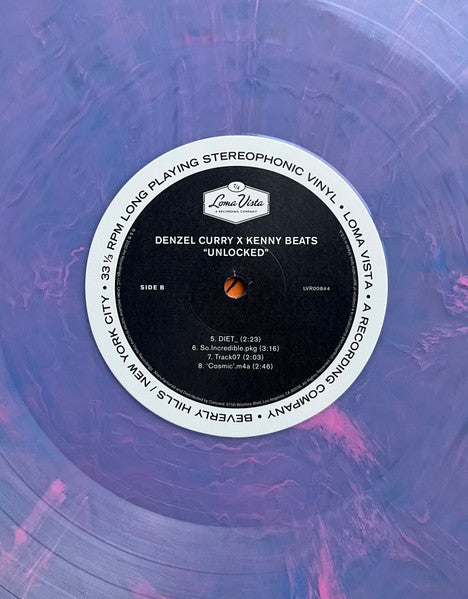 33 ⅓ RPM LONG PLAYING STEREOPHONIC VINYL • LOMA VISTA • A RECORDING COMPANY • BEVERLY HILLS / NEW YORK CITY •
Loma Vista
A RECORDING COMPANY
DENZEL CURRY X KENNY BEATS
“UNLOCKED”
SIDE B
LVR00844
5. DIET_ (2:23)
6. So.Incredible.pkg (3:16)
7. Track07 (2:03)
8. ‘Cosmic’.m4a (2:46)